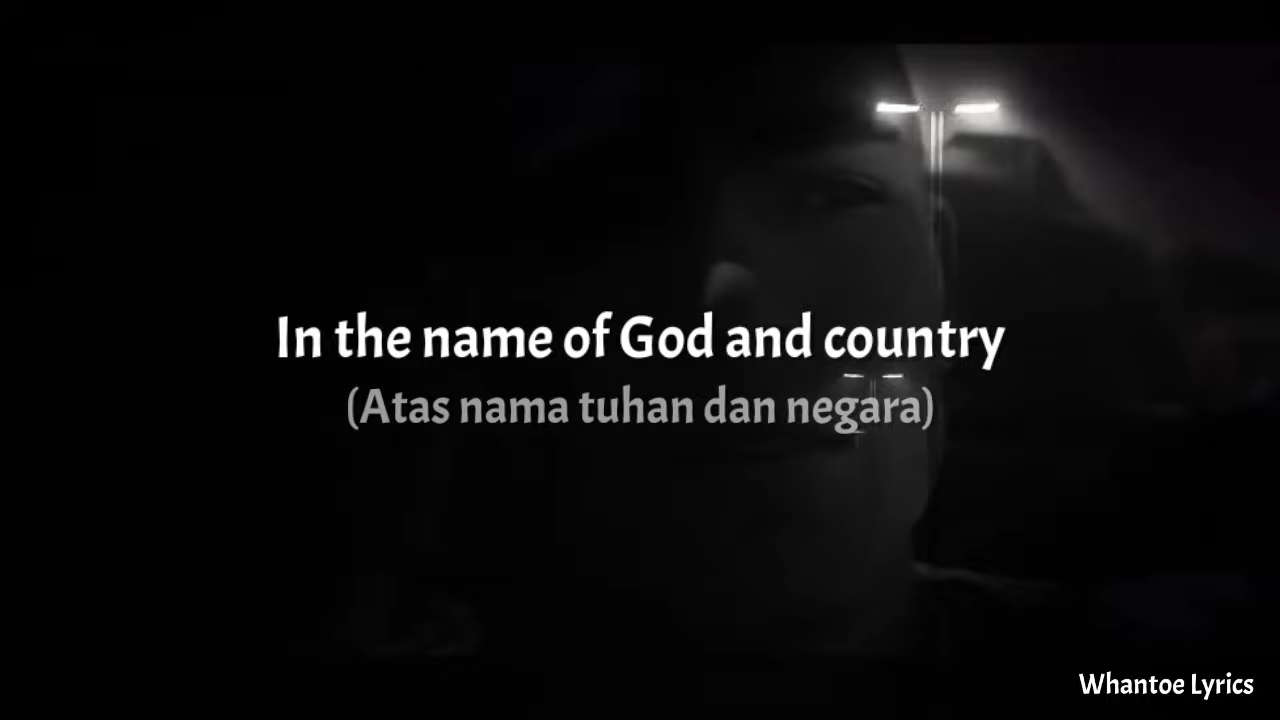 In the name of God and country
(Atas nama tuhan dan negara)
Whantoe Lyrics